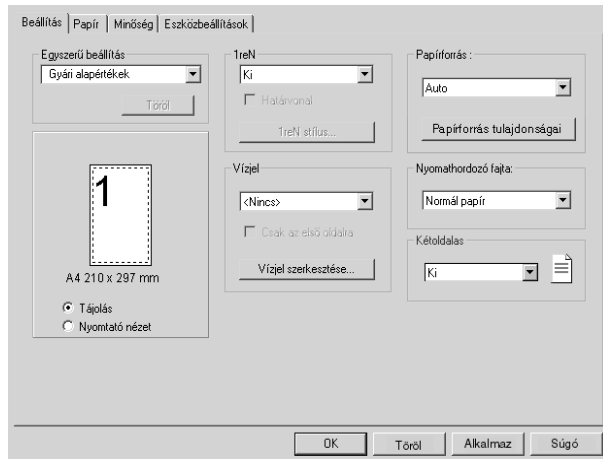 Beállítás
Papír
Minőség
Eszközbeállítások
Egyszerű beállítás
Gyári alapértékek
Töröl
1
A4 210 x 297 mm
Tájolás
Nyomtató nézet
1reN
Ki
Határvonal
1reN stílus...
Vízjel
<Nincs>
Csak az első oldalra
Vízjel szerkesztése...
Papírforrás :
Auto
Papírforrás tulajdonságai
Nyomathordozó fajta:
Normál papír
Kétoldalas
Ki
OK
Töröl
Alkalmaz
Súgó